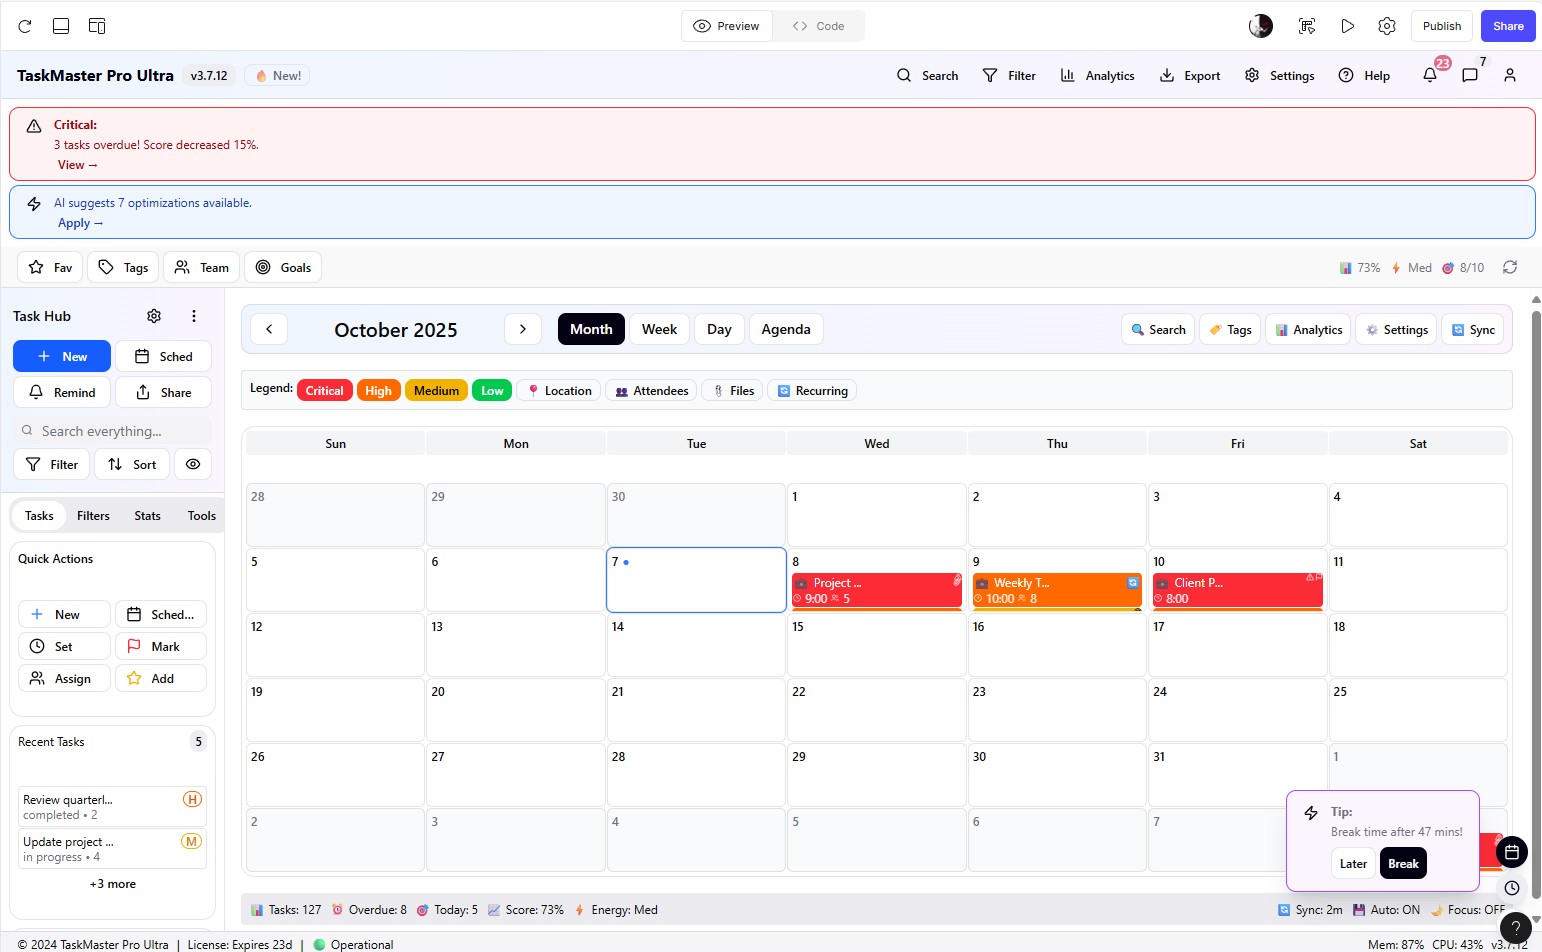 Preview
Code
Publish
Share
TaskMaster Pro Ultra
v3.7.12
🔥 New!
Search
Filter
Analytics
Export
Settings
Help
23
7
Critical:
3 tasks overdue! Score decreased 15%.
View →
AI suggests 7 optimizations available.
Apply →
Fav
Tags
Team
Goals
📊 73% ⚡ Med 🎯 8/10
Task Hub
+ New
Sched
Remind
Share
Search everything...
Filter
Sort
Tasks
Filters
Stats
Tools
Quick Actions
+ New
Sched...
Set
Mark
Assign
Add
Recent Tasks
5
Review quarterl...
H
completed • 2
Update project ...
M
in progress • 4
+3 more
October 2025
Month
Week
Day
Agenda
🔍 Search
🏷️ Tags
📊 Analytics
⚙️ Settings
🔄 Sync
Legend:
Critical
High
Medium
Low
📍 Location
👥 Attendees
📎 Files
🔄 Recurring
Sun Mon Tue Wed Thu Fri Sat
28 29 30 1 2 3 4
5 6 7 • 8 9 10 11
💼 Project ...
9:00 5
💼 Weekly T... 🔄
10:00 8
💼 Client P...
8:00
12 13 14 15 16 17 18
19 20 21 22 23 24 25
26 27 28 29 30 31 1
2 3 4 5 6 7
Tip:
Break time after 47 mins!
Later
Break
📊 Tasks: 127 ⏰ Overdue: 8 🎯 Today: 5 📈 Score: 73% ⚡ Energy: Med
🔄 Sync: 2m 💾 Auto: ON 🌙 Focus: OFF
?
© 2024 TaskMaster Pro Ultra | License: Expires 23d | 🟢 Operational
Mem: 87% CPU: 43% v3.7.12